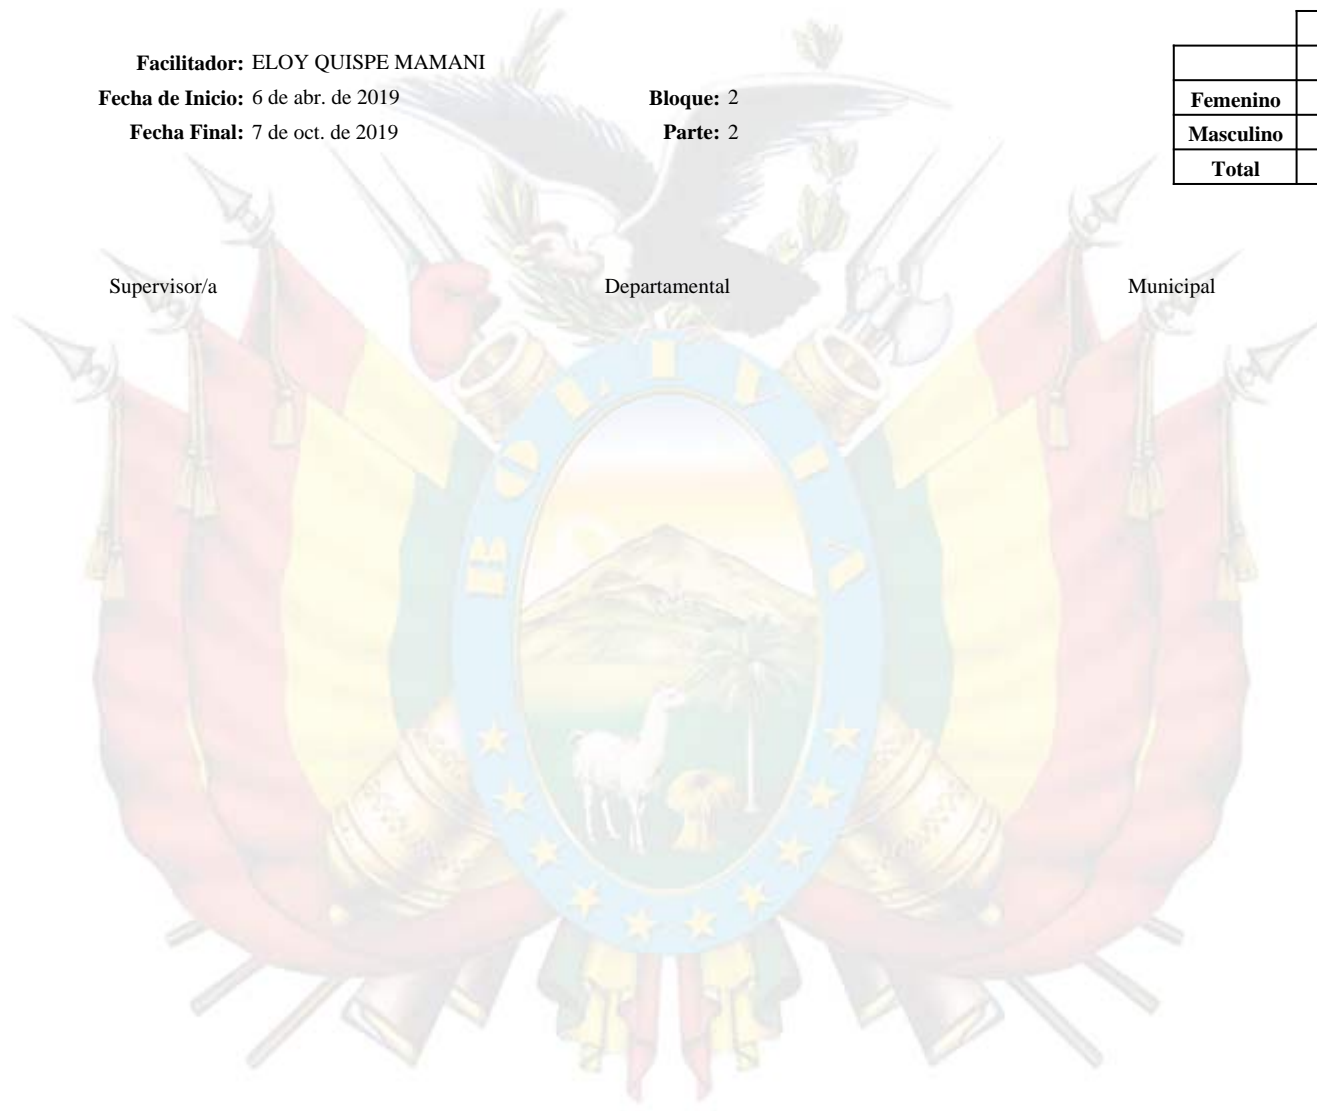 Facilitador: ELOY QUISPE MAMANI
Fecha de Inicio: 6 de abr. de 2019 Bloque: 2
Fecha Final: 7 de oct. de 2019 Parte: 2
Femenino
Masculino
Total
Supervisor/a Departamental Municipal
BOLIVIA